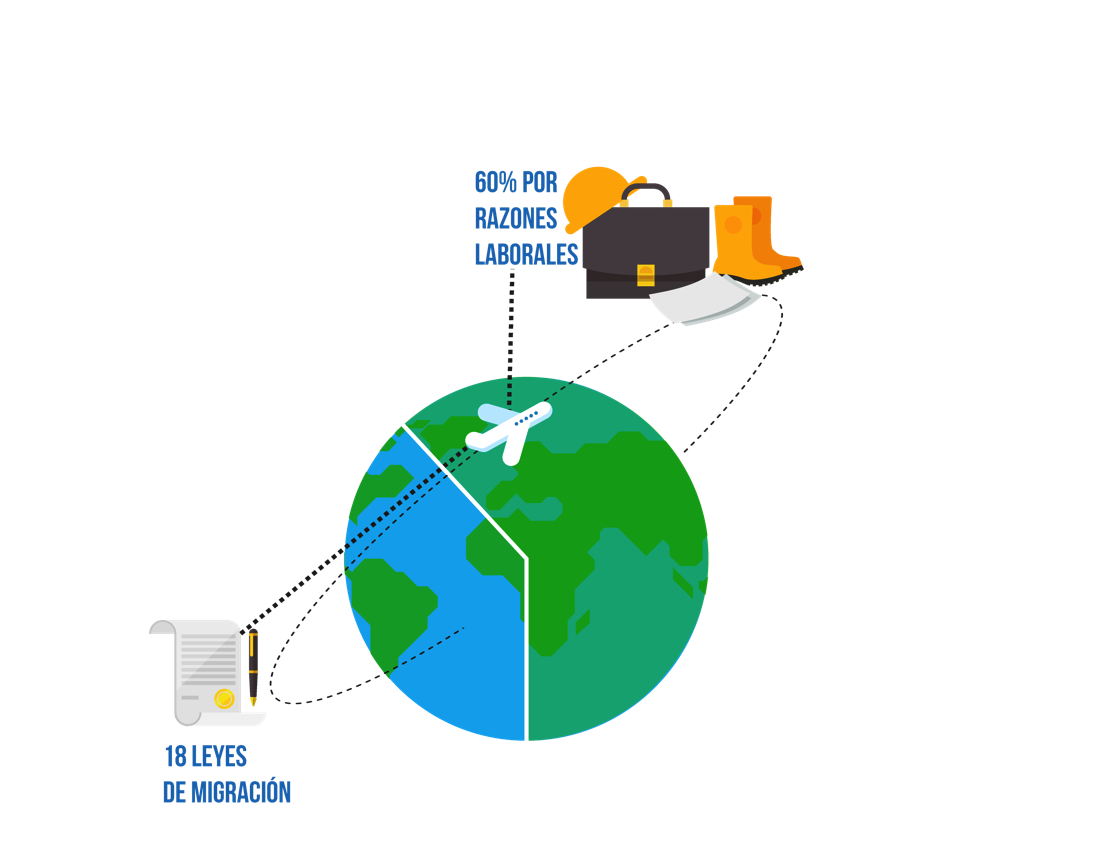 60% POR
RAZONES
LABORALES
18 LEYES
DE MIGRACIÓN